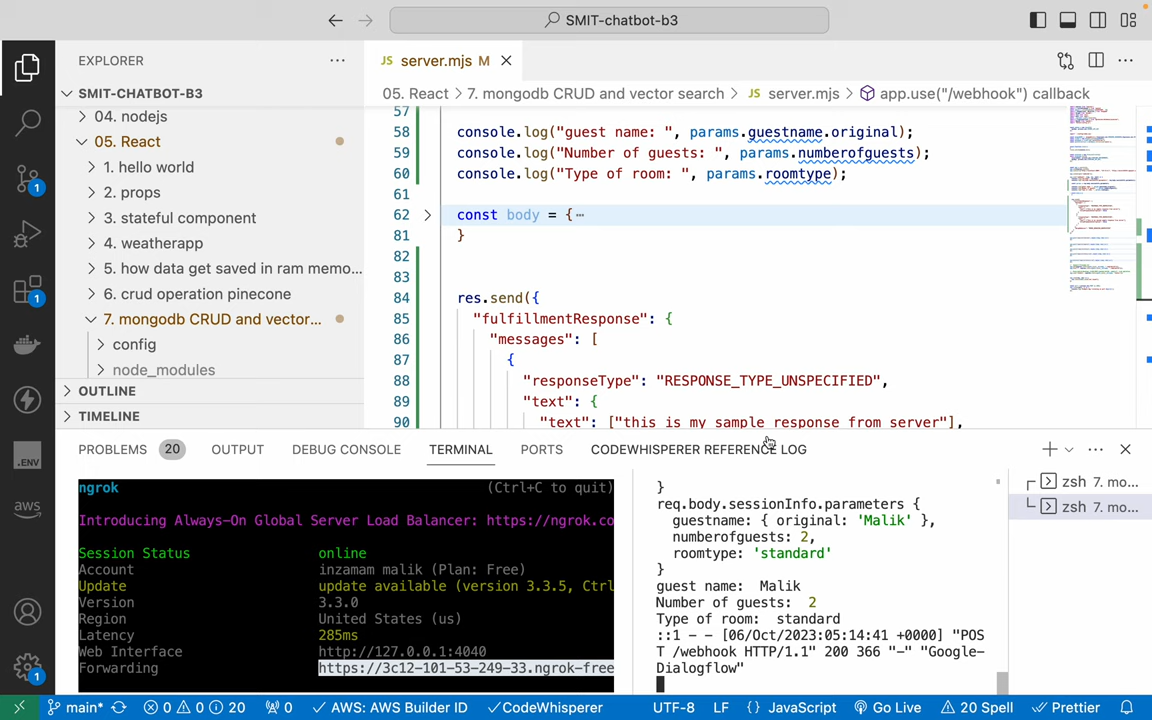 SMIT-chatbot-b3
EXPLORER
SMIT-CHATBOT-B3
04. nodejs
05. React
1. hello world
2. props
3. stateful component
4. weatherapp
5. how data get saved in ram memo...
6. crud operation pinecone
7. mongodb CRUD and vector...
config
node_modules
OUTLINE
TIMELINE
1
1
1
.ENV
aws
JS server.mjs M
05. React > 7. mongodb CRUD and vector search > JS server.mjs > app.use("/webhook") callback
57
58 console.log("guest name: ", params.guestname.original);
59 console.log("Number of guests: ", params.numberofguests);
60 console.log("Type of room: ", params.roomtype);
61
62 const body = {⋯
81 }
82
83
84 res.send({
85 "fulfillmentResponse": {
86 "messages": [
87 {
88 "responseType": "RESPONSE_TYPE_UNSPECIFIED",
89 "text": {
90 "text": ["this is my sample response from server"],
PROBLEMS 20 OUTPUT DEBUG CONSOLE TERMINAL PORTS CODEWHISPERER REFERENCE LOG
ngrok (Ctrl+C to quit)
Introducing Always-On Global Server Load Balancer: https://ngrok.co
Session Status online
Account inzamam malik (Plan: Free)
Update update available (version 3.3.5, Ctrl
Version 3.3.0
Region United States (us)
Latency 285ms
Web Interface http://127.0.0.1:4040
Forwarding https://3c12-101-53-249-33.ngrok-free
}
req.body.sessionInfo.parameters {
guestname: { original: 'Malik' },
numberofguests: 2,
roomtype: 'standard'
}
guest name:  Malik
Number of guests:  2
Type of room:  standard
::1 - - [06/Oct/2023:05:14:41 +0000] "POS
T /webhook HTTP/1.1" 200 366 "-" "Google-
Dialogflow"
zsh 7. mo...
zsh 7. mo...
main* 0 0 20 0 AWS: AWS Builder ID CodeWhisperer UTF-8 LF {} JavaScript Go Live 20 Spell Prettier